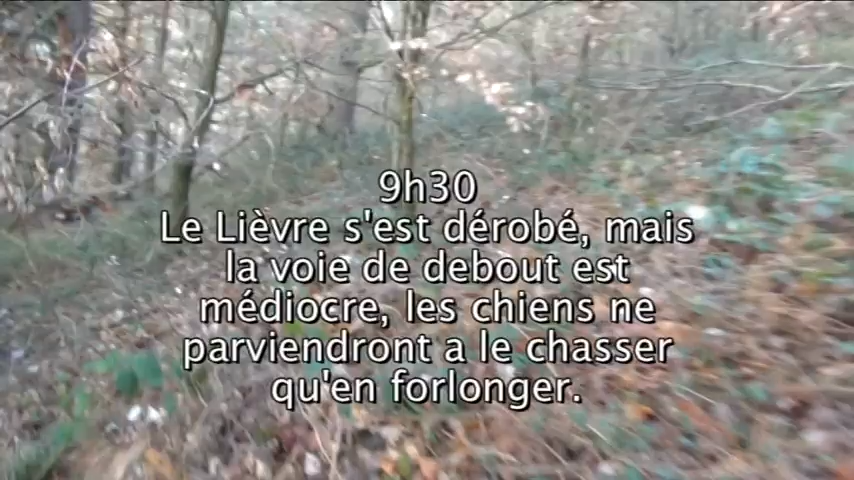 9h30
Le Lièvre s'est dérobé, mais
la voie de debout est
médiocre, les chiens ne
parviendront a le chasser
qu'en forlonger.